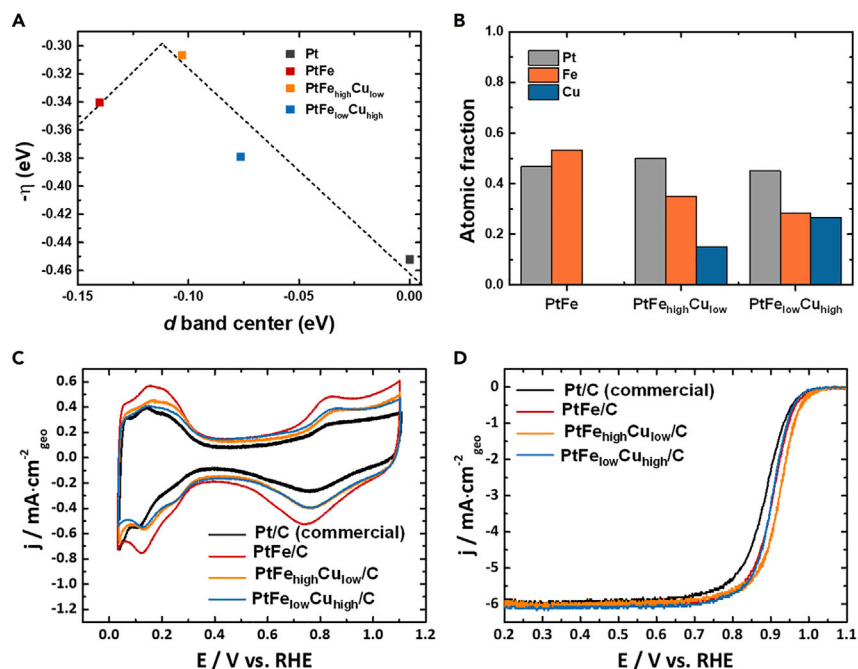 A
-0.30
-0.32
-0.34
-0.36
-0.38
-0.40
-0.42
-0.44
-0.46
-η (eV)
Pt
PtFe
PtFehighCulow
PtFelowCuhigh
-0.15
-0.10
-0.05
0.00
d band center (eV)
B
1.0
0.8
0.6
0.4
0.2
0.0
Atomic fraction
Pt
Fe
Cu
PtFe
PtFehighCulow
PtFelowCuhigh
C
0.6
0.4
0.2
0.0
-0.2
-0.4
-0.6
-0.8
-1.0
-1.2
j / mA·cm-2geo
Pt/C (commercial)
PtFe/C
PtFehighCulow/C
PtFelowCuhigh/C
0.0
0.2
0.4
0.6
0.8
1.0
1.2
E / V vs. RHE
D
0
-1
-2
-3
-4
-5
-6
j / mA·cm-2geo
Pt/C (commercial)
PtFe/C
PtFehighCulow/C
PtFelowCuhigh/C
0.2
0.3
0.4
0.5
0.6
0.7
0.8
0.9
1.0
1.1
E / V vs. RHE